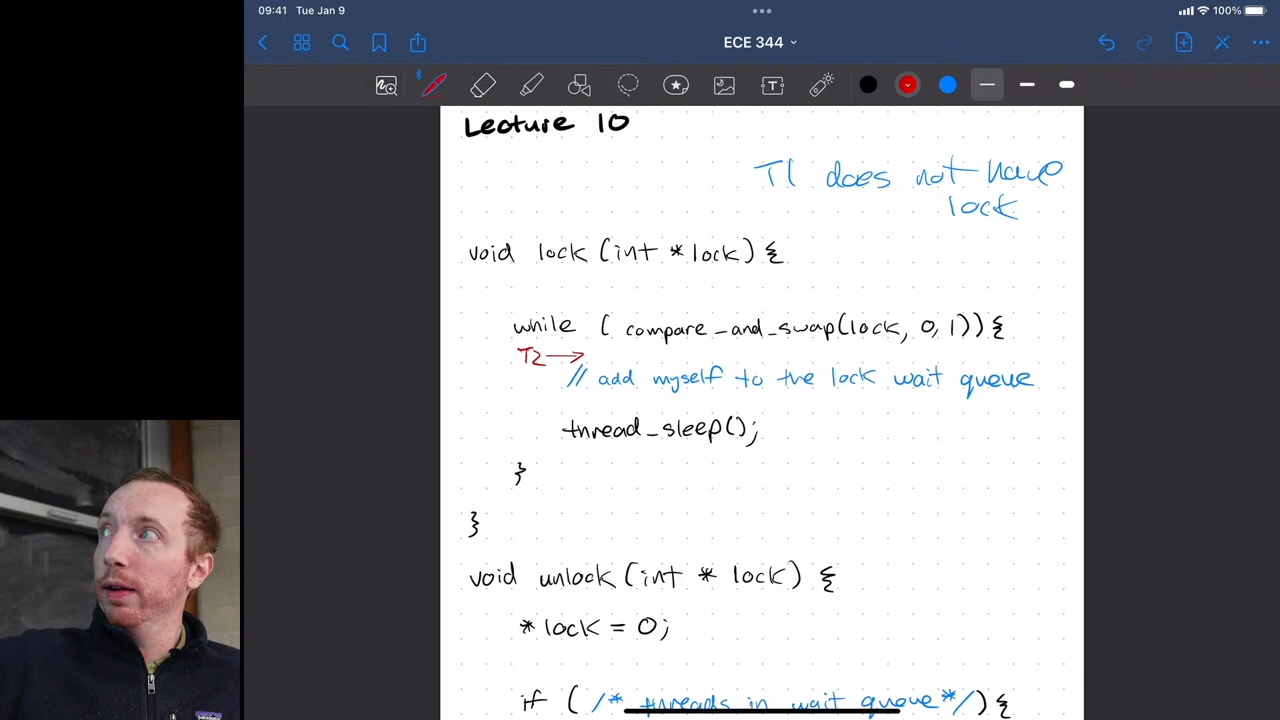 09:41 Tue Jan 9
100%
ECE 344
Lecture 10
T1 does not have
lock
void lock (int * lock) {
while ( compare_and_swap(lock, 0, 1)) {
T2
// add myself to the lock wait queue
thread_sleep();
}
}
void unlock (int * lock) {
* lock = 0;
if ( /* threads in wait queue */) {